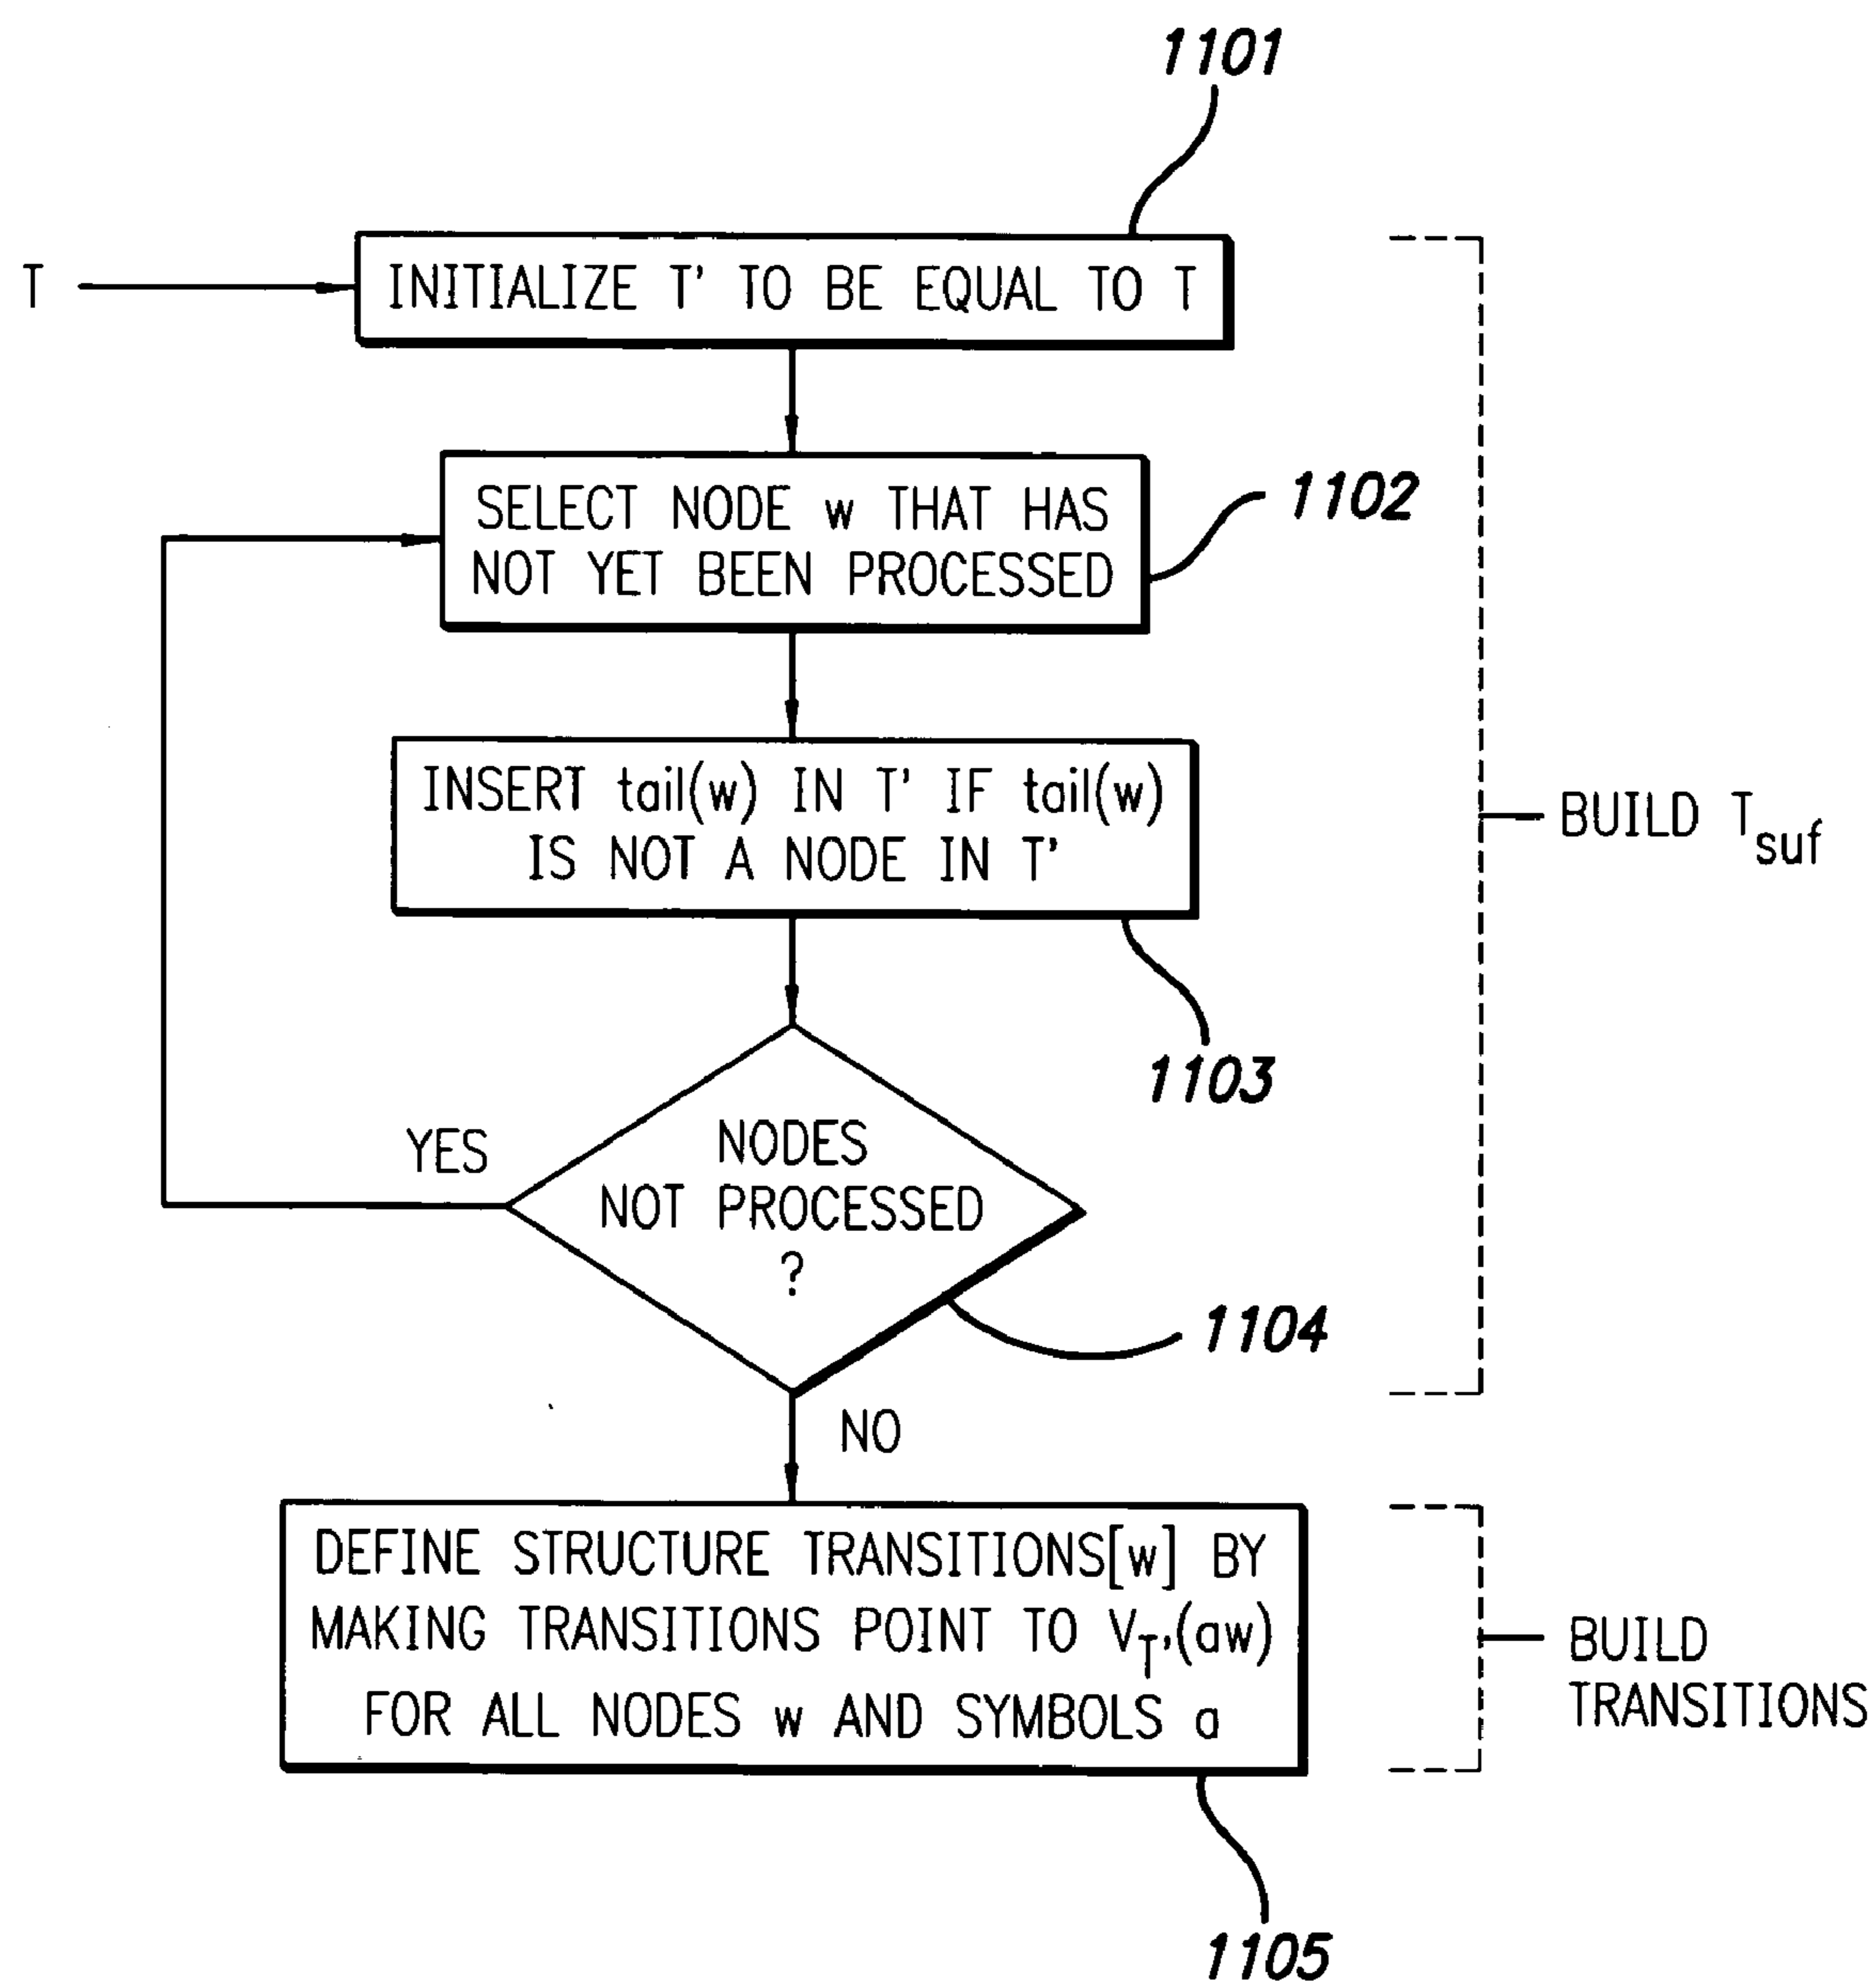 1101
T
INITIALIZE T' TO BE EQUAL TO T
SELECT NODE w THAT HAS
NOT YET BEEN PROCESSED
1102
INSERT tail(w) IN T' IF tail(w)
IS NOT A NODE IN T'
BUILD Tsuf
1103
YES
NODES
NOT PROCESSED
?
1104
NO
DEFINE STRUCTURE TRANSITIONS[w] BY
MAKING TRANSITIONS POINT TO VT'(aw)
FOR ALL NODES w AND SYMBOLS a
BUILD
TRANSITIONS
1105